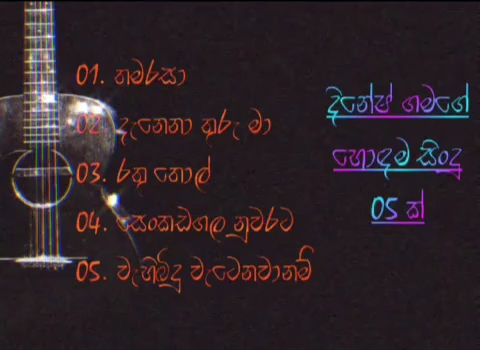 01. තමරසා
02. දැනෙනා තුරු මා
03. රතු තොල්
04. සෙංකඩගල නුවරට
05. වැහිබිඳු වැටෙනවානම්
දිනේෂ් ගමගේ
හොඳම සිංදු
05 ක්